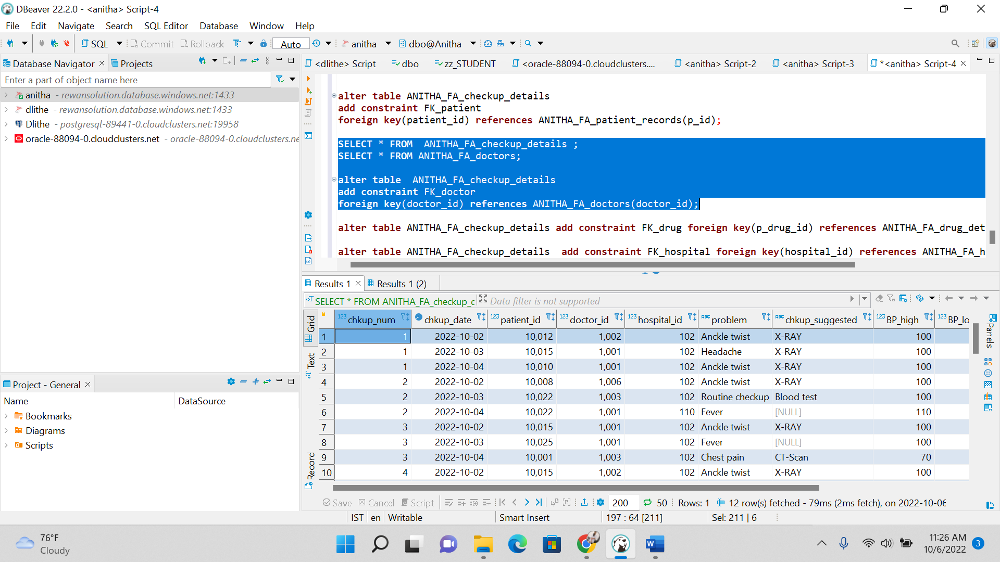 DBeaver 22.2.0 - <anitha> Script-4
File Edit Navigate Search SQL Editor Database Window Help
SQL Commit Rollback Auto anitha dbo@Anitha
Database Navigator Projects
<dlithe> Script dbo zz_STUDENT <oracle-88094-0.cloudclusters.... <anitha> Script-2 <anitha> Script-3 *<anitha> Script-4
Enter a part of object name here
anitha - rewansolution.database.windows.net:1433
dlithe - rewansolution.database.windows.net:1433
Dlithe - postgresql-89441-0.cloudclusters.net:19958
oracle-88094-0.cloudclusters.net - oracle-88094-0.cloudclusters.ne
alter table ANITHA_FA_checkup_details
add constraint FK_patient
foreign key(patient_id) references ANITHA_FA_patient_records(p_id);
SELECT * FROM  ANITHA_FA_checkup_details ;
SELECT * FROM ANITHA_FA_doctors;
alter table  ANITHA_FA_checkup_details
add constraint FK_doctor
foreign key(doctor_id) references ANITHA_FA_doctors(doctor_id);
alter table ANITHA_FA_checkup_details add constraint FK_drug foreign key(p_drug_id) references ANITHA_FA_drug_det
alter table ANITHA_FA_checkup_details  add constraint FK_hospital foreign key(hospital_id) references ANITHA_FA_h
Results 1 Results 1 (2)
SELECT * FROM ANITHA_FA_checkup_c Data filter is not supported
Grid
Text
Record
Panels
123 chkup_num chkup_date 123 patient_id 123 doctor_id 123 hospital_id ABC problem ABC chkup_suggested 123 BP_high 123 BP_lo
1 1 2022-10-02 10,012 1,002 102 Anckle twist X-RAY 100
2 1 2022-10-03 10,015 1,001 102 Headache X-RAY 100
3 1 2022-10-04 10,010 1,001 102 Anckle twist X-RAY 100
4 2 2022-10-02 10,008 1,006 102 Anckle twist X-RAY 100
5 2 2022-10-03 10,022 1,003 102 Routine checkup Blood test 100
6 2 2022-10-04 10,022 1,001 110 Fever [NULL] 110
7 3 2022-10-02 10,015 1,001 102 Anckle twist X-RAY 100
8 3 2022-10-03 10,025 1,001 102 Fever [NULL] 100
9 3 2022-10-04 10,001 1,003 102 Chest pain CT-Scan 70
10 4 2022-10-02 10,015 1,002 102 Anckle twist X-RAY 100
Save Cancel Script 200 50 Rows: 1 12 row(s) fetched - 79ms (2ms fetch), on 2022-10-06
Project - General
Name DataSource
Bookmarks
Diagrams
Scripts
IST en Writable Smart Insert 197 : 64 [211] Sel: 211 | 6
76°F
Cloudy
W
11:26 AM
10/6/2022
3